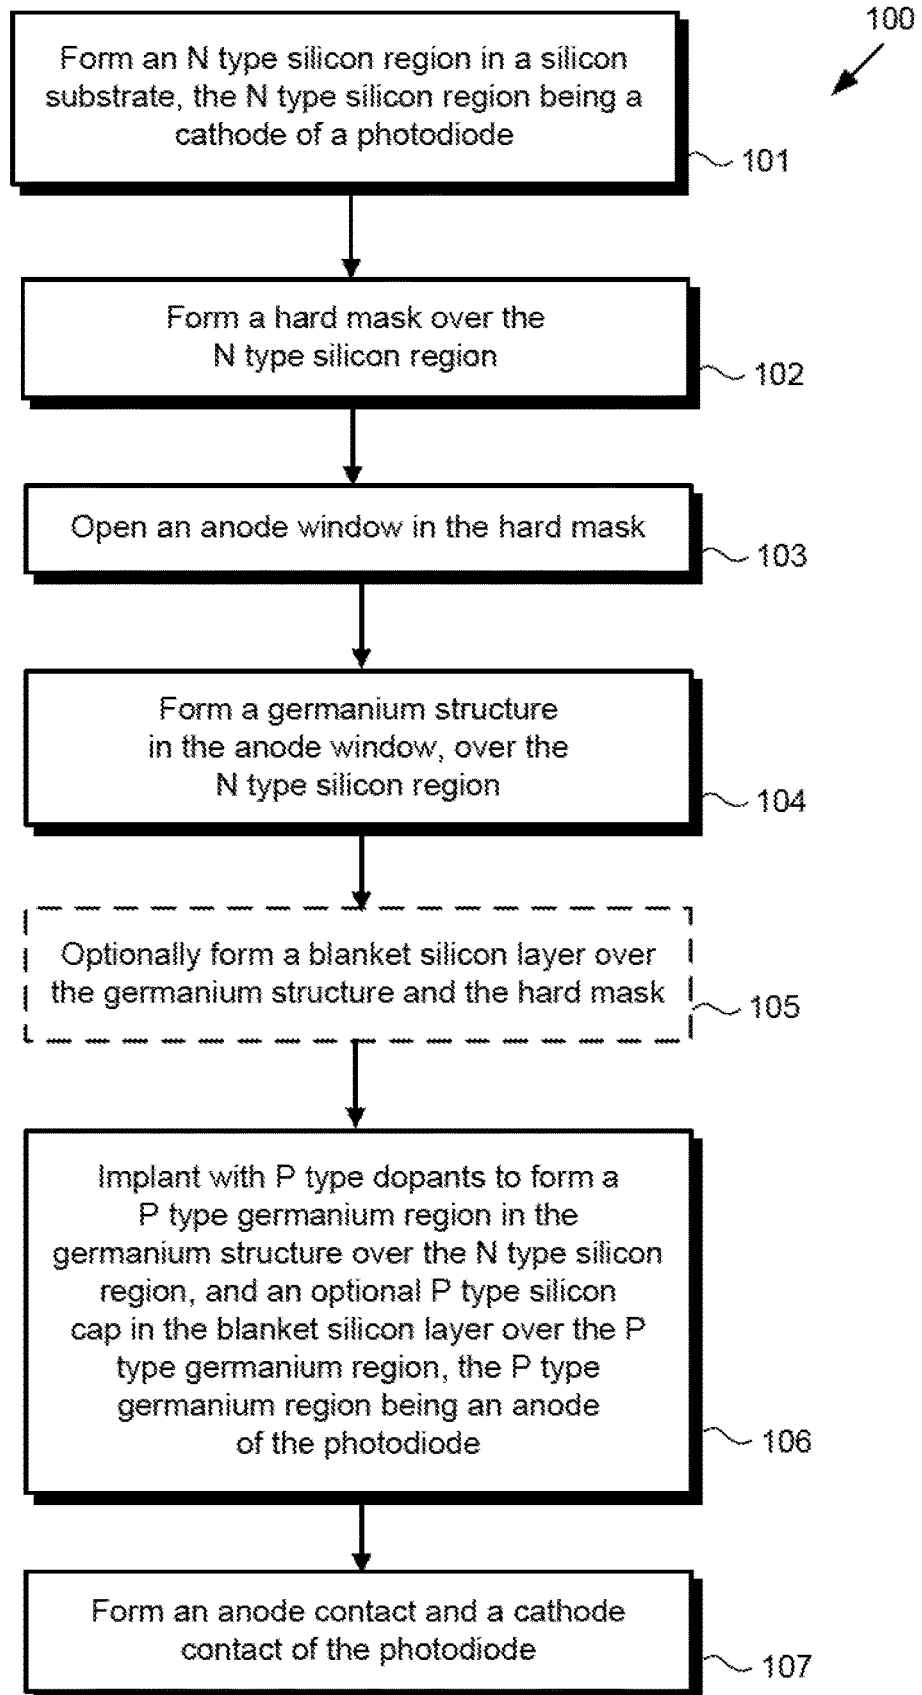 100
Form an N type silicon region in a silicon
substrate, the N type silicon region being a
cathode of a photodiode
101
Form a hard mask over the
N type silicon region
102
Open an anode window in the hard mask
103
Form a germanium structure
in the anode window, over the
N type silicon region
104
Optionally form a blanket silicon layer over
the germanium structure and the hard mask
105
Implant with P type dopants to form a
P type germanium region in the
germanium structure over the N type silicon
region, and an optional P type silicon
cap in the blanket silicon layer over the P
type germanium region, the P type
germanium region being an anode
of the photodiode
106
Form an anode contact and a cathode
contact of the photodiode
107